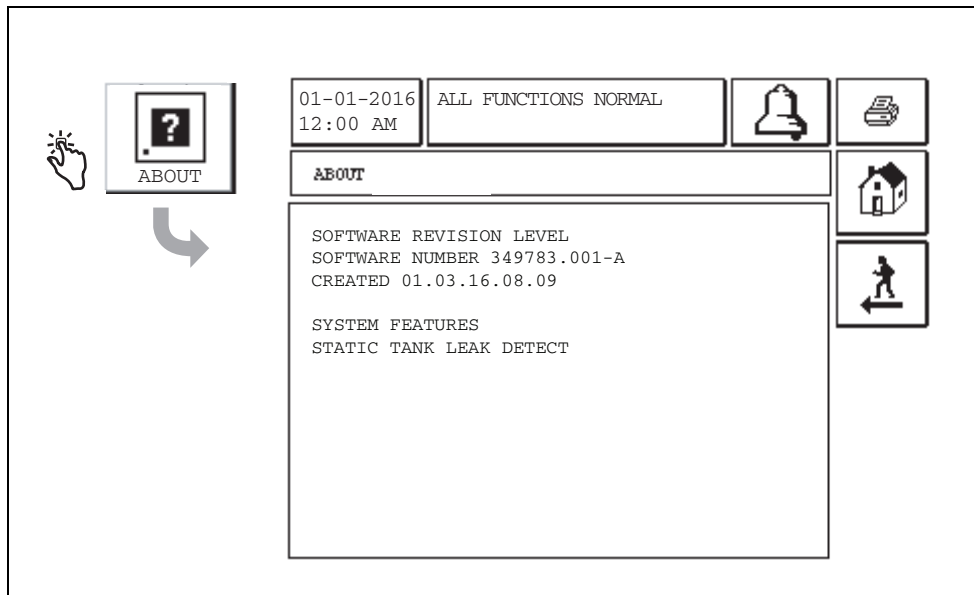 ?
ABOUT
01-01-2016
12:00 AM
ALL FUNCTIONS NORMAL
ABOUT
SOFTWARE REVISION LEVEL
SOFTWARE NUMBER 349783.001-A
CREATED 01.03.16.08.09
SYSTEM FEATURES
STATIC TANK LEAK DETECT